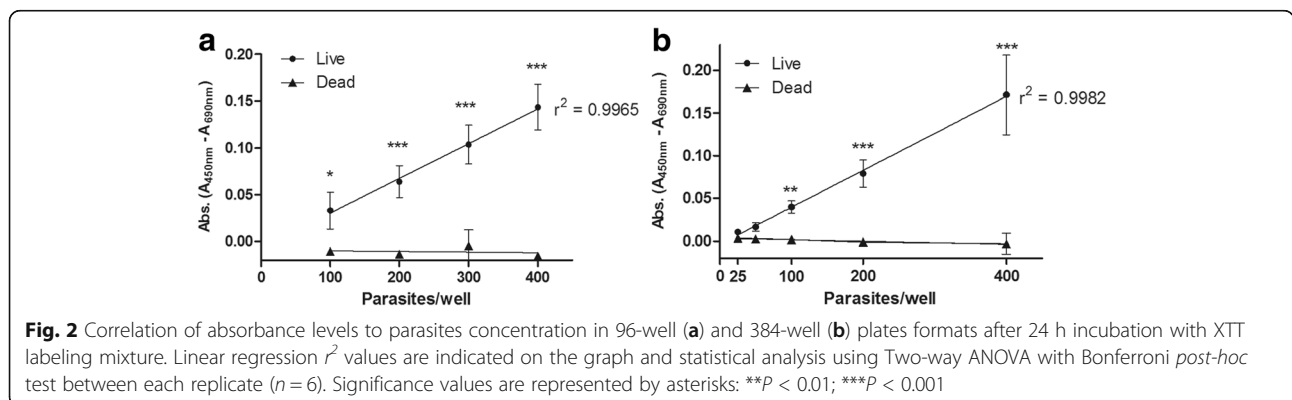 a
0.20
0.15
0.10
0.05
0.00
Abs. (A450nm - A690nm)
Live
Dead
*
***
***
***
r² = 0.9965
0
100
200
300
400
Parasites/well
b
0.20
0.15
0.10
0.05
0.00
Abs. (A450nm - A690nm)
Live
Dead
**
***
***
r² = 0.9982
0 25
100
200
400
Parasites/well
Fig. 2 Correlation of absorbance levels to parasites concentration in 96-well (a) and 384-well (b) plates formats after 24 h incubation with XTT
labeling mixture. Linear regression r² values are indicated on the graph and statistical analysis using Two-way ANOVA with Bonferroni post-hoc
test between each replicate (n = 6). Significance values are represented by asterisks: **P < 0.01; ***P < 0.001